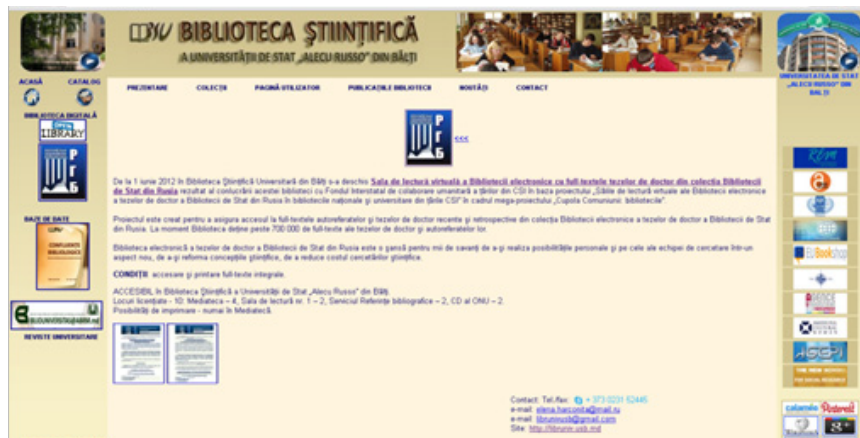 BIBLIOTECA ŞTIINŢIFICĂ
A UNIVERSITĂŢII DE STAT „ALECU RUSSO" DIN BĂLŢI
UNIVERSITATEA DE STAT
„ALECU RUSSO" DIN
BĂLŢI
ACASĂ CATALOG
PREZENTARE COLECŢII PAGINĂ UTILIZATOR PUBLICAŢIILE BIBLIOTECII NOUTĂŢI CONTACT
BIBLIOTECA DIGITALĂ
LIBRARY
РГБ
<<<
De la 1 iunie 2012 în Biblioteca Ştiinţifică Universitară din Bălţi s-a deschis Sala de lectură virtuală a Bibliotecii electronice cu full-textele tezelor de doctor din colecţia Bibliotecii
de Stat din Rusia rezultat al conlucrării acestei biblioteci cu Fondul Interstatal de colaborare umanitară a ţărilor din CSI în baza proiectului „Sălile de lectură virtuale ale Bibliotecii electronice
a tezelor de doctor a Bibliotecii de Stat din Rusia în bibliotecile naţionale şi universitare din ţările CSI" în cadrul mega-proiectului „Cupola Comuniunii: bibliotecile".
Proiectul este creat pentru a asigura accesul la full-textele autoreferatelor şi tezelor de doctor recente şi retrospective din colecţia Bibliotecii electronice a tezelor de doctor a Bibliotecii de Stat
din Rusia. La moment Biblioteca deţine peste 700 000 de full-texte ale tezelor de doctor şi autoreferatelor lor.
Biblioteca electronică a tezelor de doctor a Bibliotecii de Stat din Rusia este o şansă pentru mii de savanţi de a-şi realiza posibilităţile personale şi pe cele ale echipei de cercetare într-un
aspect nou, de a-şi reforma concepţiile ştiinţifice, de a reduce costul cercetărilor ştiinţifice.
CONDIŢII: accesare şi printare full-texte integrale.
ACCESIBIL în Biblioteca Ştiinţifică a Universităţii de Stat „Alecu Russo" din Bălţi.
Locuri licenţiate - 10: Mediateca – 4, Sala de lectură nr. 1 – 2, Serviciul Referinţe bibliografice – 2, CD al ONU – 2.
Posibilităţi de imprimare - numai în Mediatecă.
BAZE DE DATE
CONFLUENŢE
BIBLIOLOGICE
REVISTE UNIVERSITARE
EU Bookshop
calaméo Pinterest
Contact: Tel./fax: + 373 0231 52445
e-mail: elena.harconita@mail.ru
e-mail: libruniv.usb@gmail.com
Site: http://libruniv.usb.md